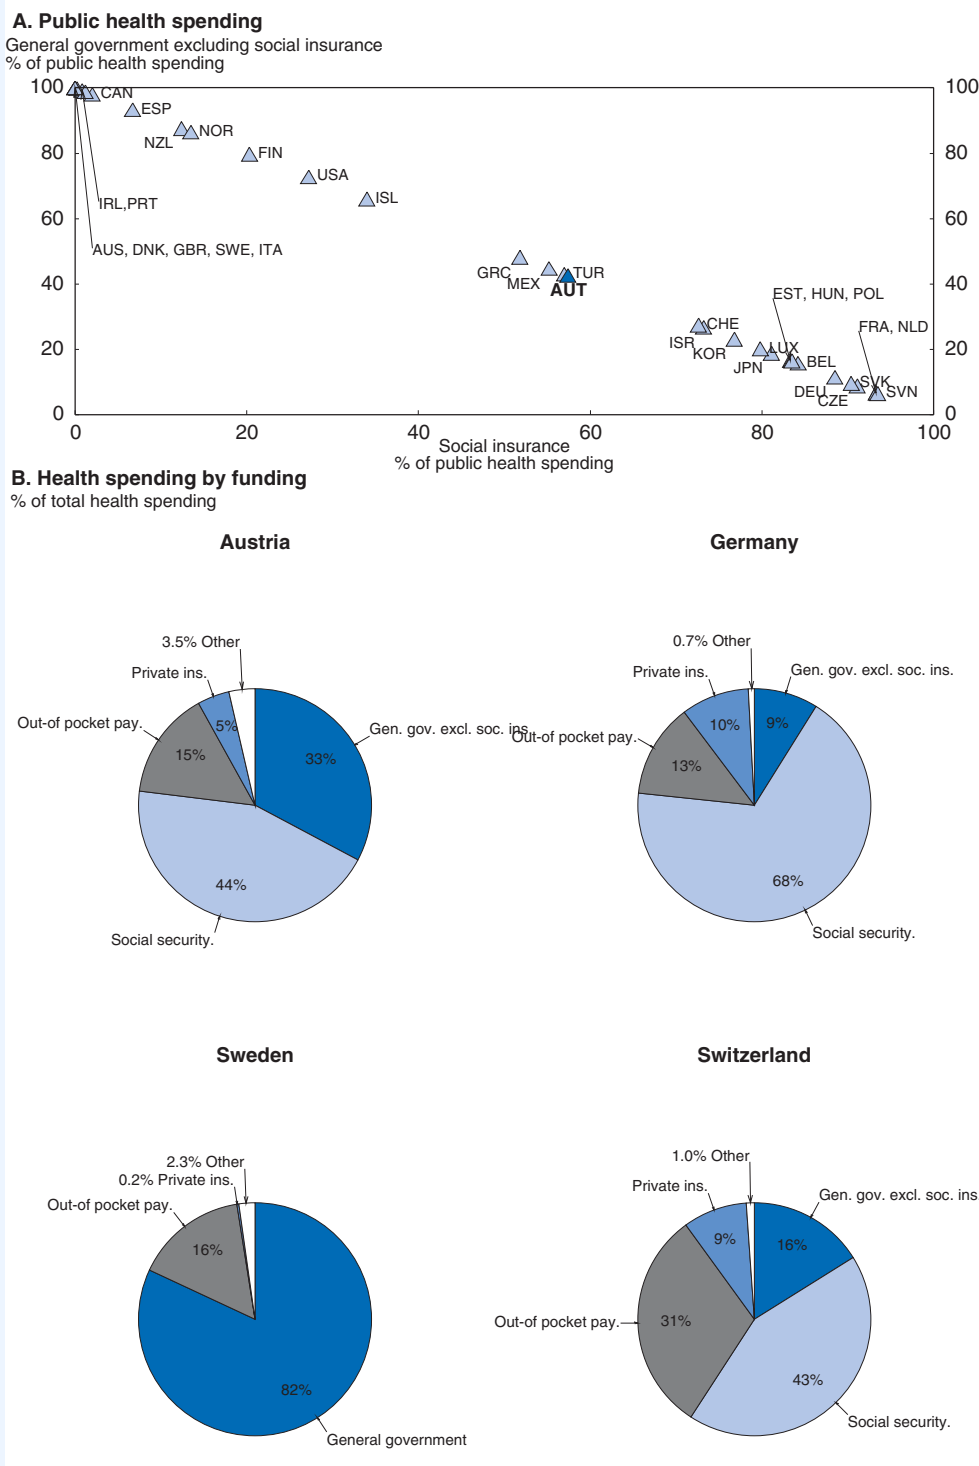 A. Public health spending
General government excluding social insurance
% of public health spending
100
100
CAN
ESP
NZL
NOR
80
FIN
80
USA
IRL,PRT
ISL
60
60
AUS, DNK, GBR, SWE, ITA
GRC
TUR
MEX
AUT
40
40
EST, HUN, POL
FRA, NLD
CHE
ISR
KOR
LUX
20
20
JPN
BEL
DEU
SVK
CZE
SVN
0
0
0
20
40
60
80
100
Social insurance
% of public health spending
B. Health spending by funding
% of total health spending
Austria
3.5% Other
Private ins.
Out-of pocket pay.
5%
Gen. gov. excl. soc. ins.
15%
33%
44%
Social security.
Germany
0.7% Other
Private ins.
Gen. gov. excl. soc. ins.
Out-of pocket pay.
10%
9%
13%
68%
Social security.
Sweden
2.3% Other
0.2% Private ins.
Out-of pocket pay.
16%
82%
General government
Switzerland
1.0% Other
Private ins.
Gen. gov. excl. soc. ins
9%
16%
Out-of pocket pay.
31%
43%
Social security.